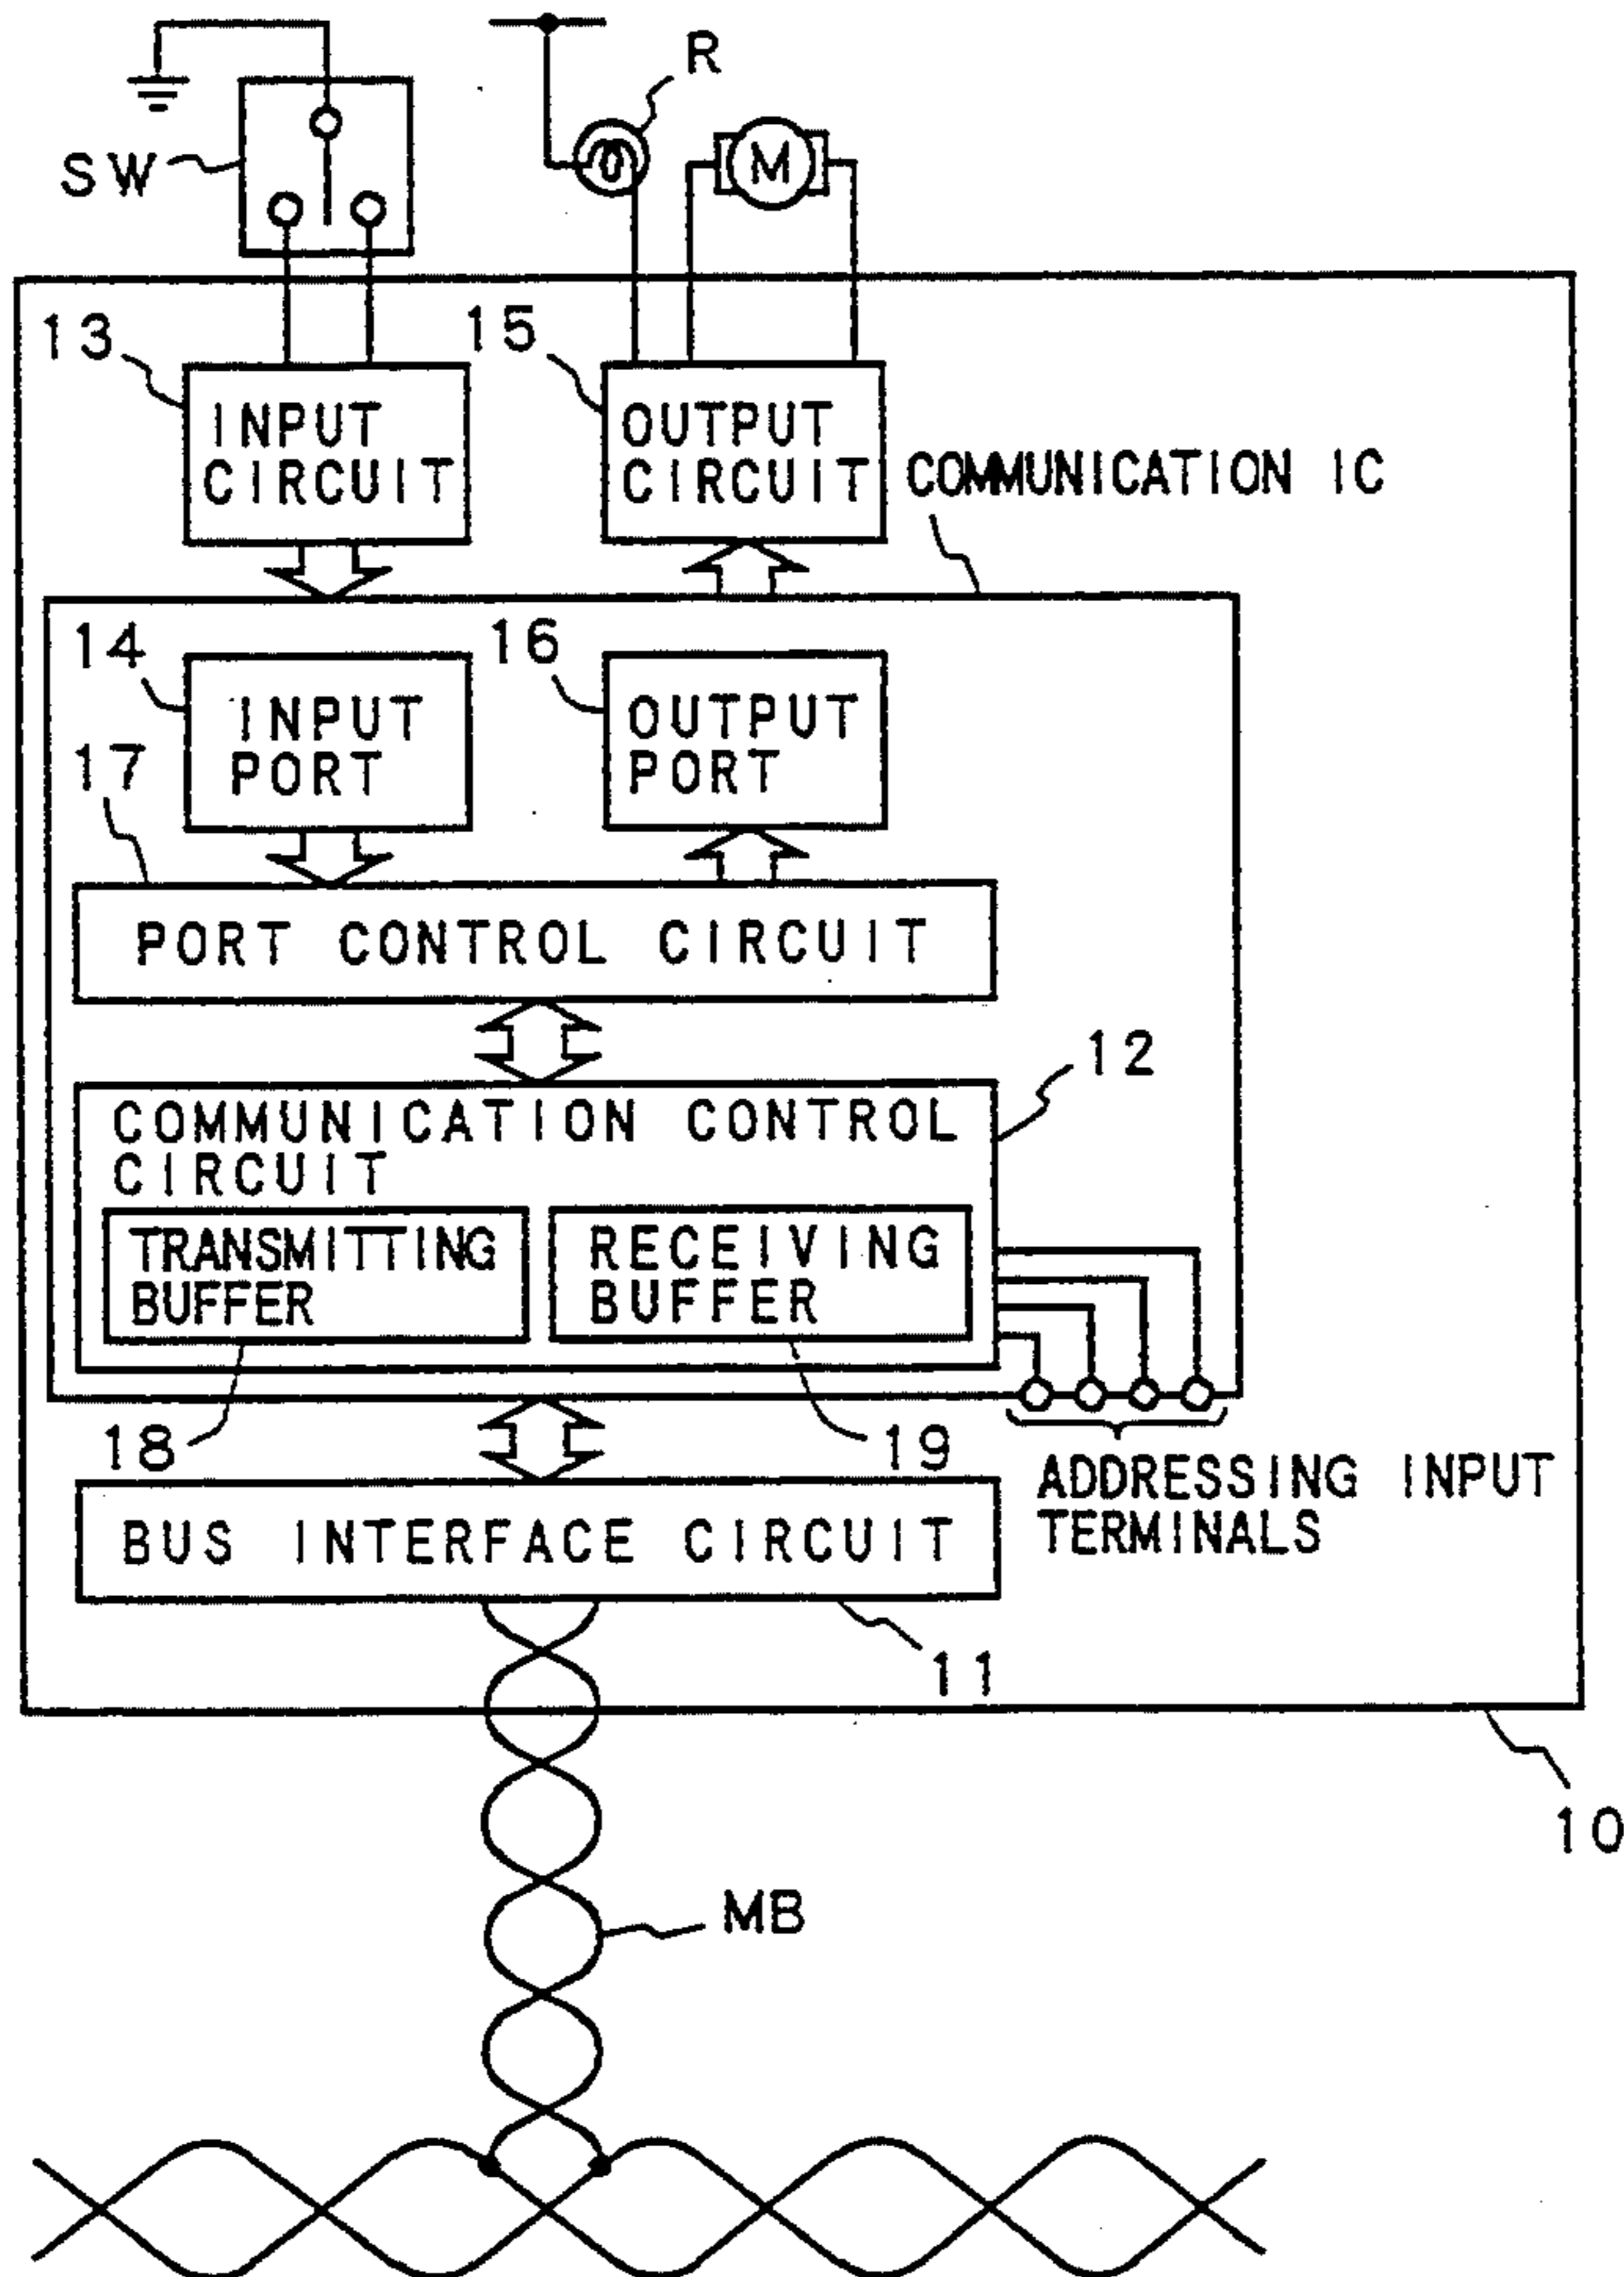 R
SW
M
13
15
INPUT
CIRCUIT
OUTPUT
CIRCUIT
COMMUNICATION IC
14
16
INPUT
PORT
OUTPUT
PORT
17
PORT CONTROL CIRCUIT
12
COMMUNICATION CONTROL
CIRCUIT
TRANSMITTING
BUFFER
RECEIVING
BUFFER
18
19
ADDRESSING INPUT
TERMINALS
BUS INTERFACE CIRCUIT
11
10
MB